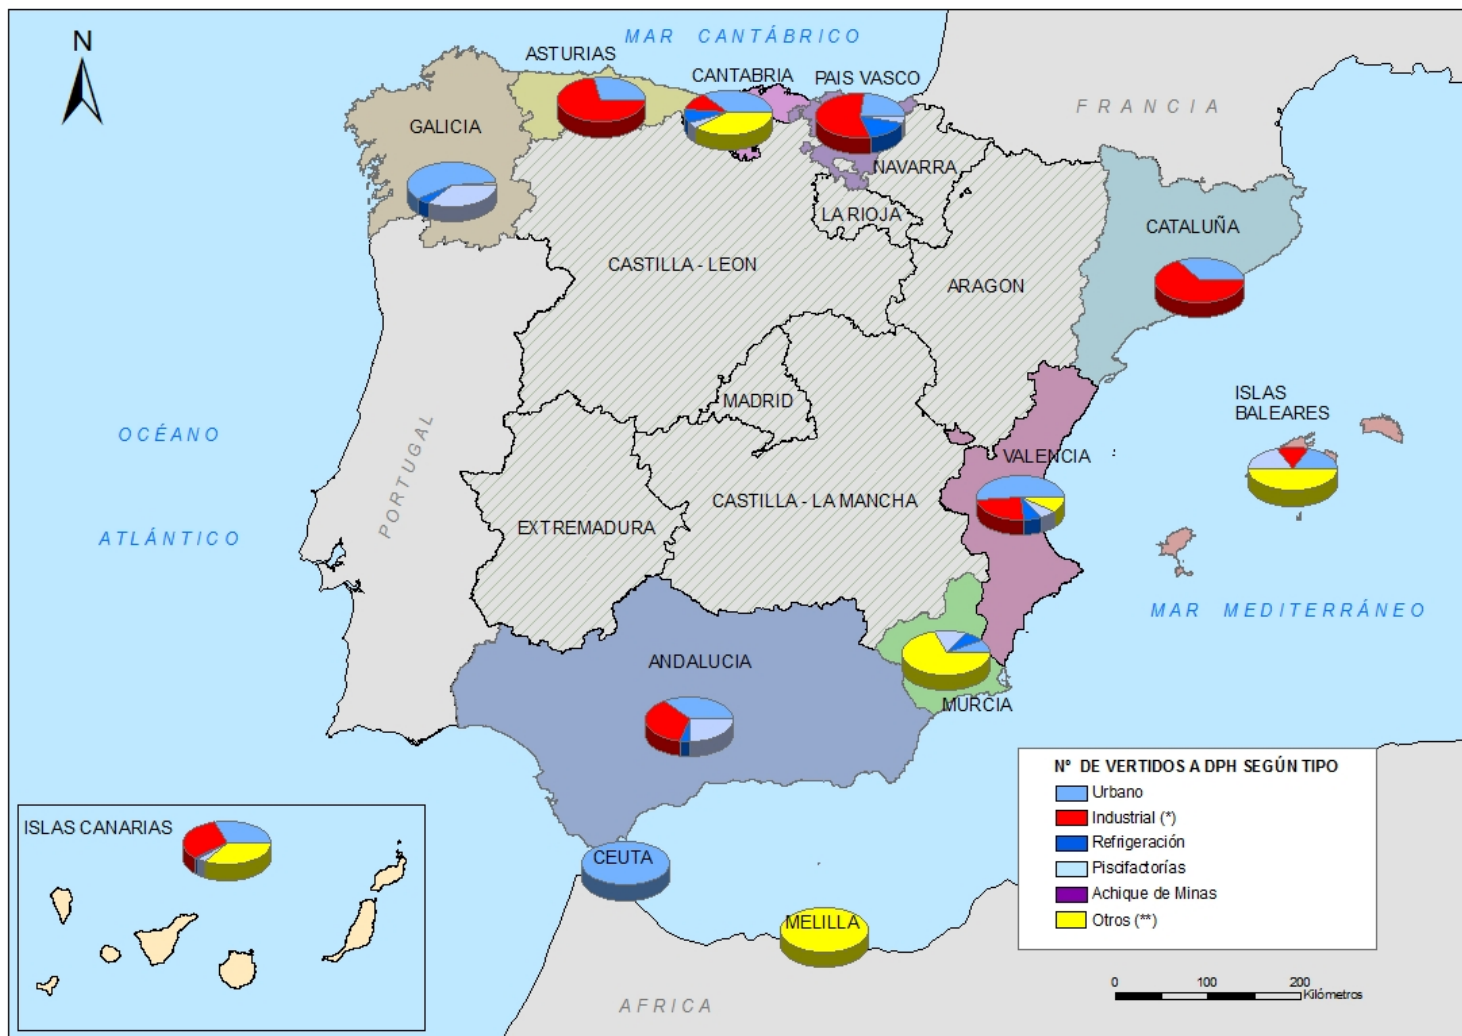 N
MAR CANTÁBRICO
ASTURIAS
CANTABRIA
PAIS VASCO
FRANCIA
GALICIA
NAVARRA
LA RIOJA
CATALUÑA
CASTILLA - LEON
ARAGON
MADRID
ISLAS
BALEARES
OCÉANO
ATLÁNTICO
PORTUGAL
VALENCIA
CASTILLA - LA MANCHA
EXTREMADURA
MAR MEDITERRÁNEO
ANDALUCIA
MURCIA
Nº DE VERTIDOS A DPH SEGÚN TIPO
Urbano
Industrial (*)
Refrigeración
Piscifactorías
Achique de Minas
Otros (**)
ISLAS CANARIAS
CEUTA
MELILLA
AFRICA
0 100 200
Kilómetros